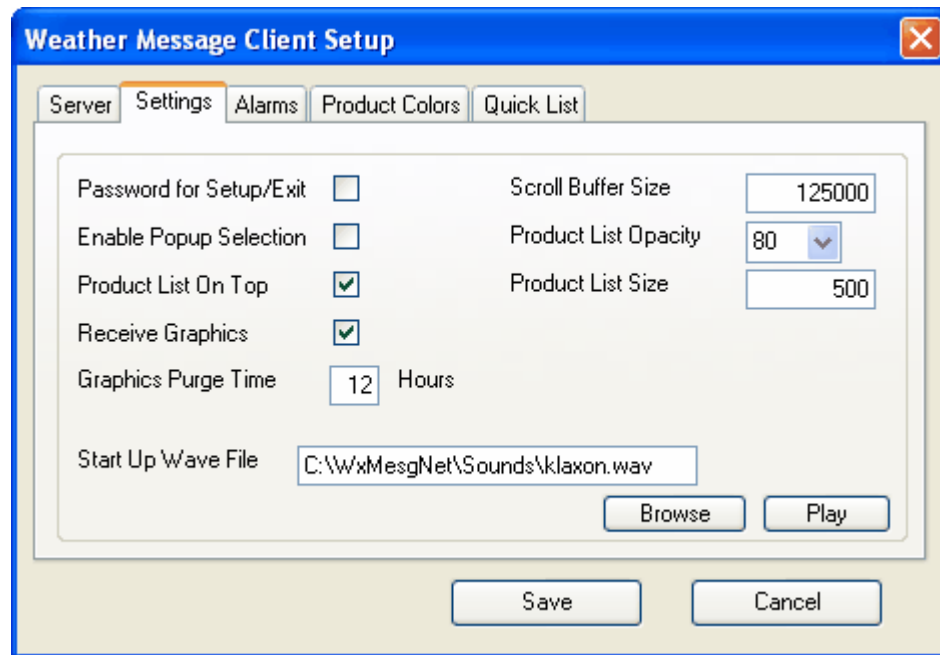 Weather Message Client Setup
Server Settings Alarms Product Colors Quick List
Password for Setup/Exit
Scroll Buffer Size 125000
Enable Popup Selection
Product List Opacity 80
Product List On Top
Product List Size 500
Receive Graphics
Graphics Purge Time 12 Hours
Start Up Wave File C:\WxMesgNet\Sounds\klaxon.wav
Browse Play
Save Cancel